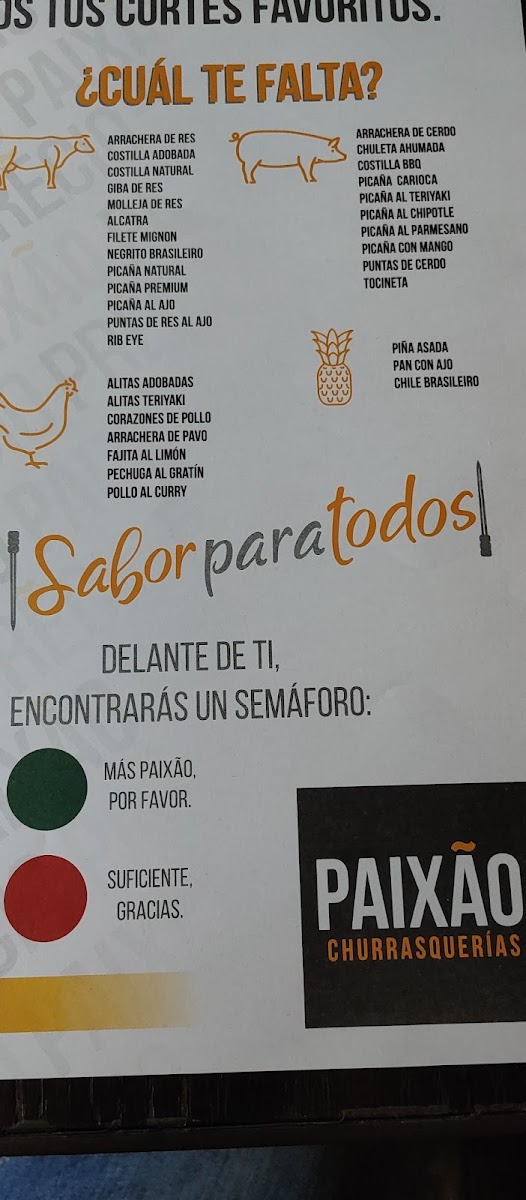 OS TUS CORTES FAVORITOS.
¿CUÁL TE FALTA?
ARRACHERA DE RES
COSTILLA ADOBADA
COSTILLA NATURAL
GIBA DE RES
MOLLEJA DE RES
ALCATRA
FILETE MIGNON
NEGRITO BRASILEIRO
PICAÑA NATURAL
PICAÑA PREMIUM
PICAÑA AL AJO
PUNTAS DE RES AL AJO
RIB EYE
ARRACHERA DE CERDO
CHULETA AHUMADA
COSTILLA BBQ
PICAÑA CARIOCA
PICAÑA AL TERIYAKI
PICAÑA AL CHIPOTLE
PICAÑA AL PARMESANO
PICAÑA CON MANGO
PUNTAS DE CERDO
TOCINETA
ALITAS ADOBADAS
ALITAS TERIYAKI
CORAZONES DE POLLO
ARRACHERA DE PAVO
FAJITA AL LIMÓN
PECHUGA AL GRATÍN
POLLO AL CURRY
PIÑA ASADA
PAN CON AJO
CHILE BRASILEIRO
Sabor para todos
DELANTE DE TI,
ENCONTRARÁS UN SEMÁFORO:
MÁS PAIXÃO,
POR FAVOR.
SUFICIENTE,
GRACIAS.
PAIXÃO
CHURRASQUERÍAS